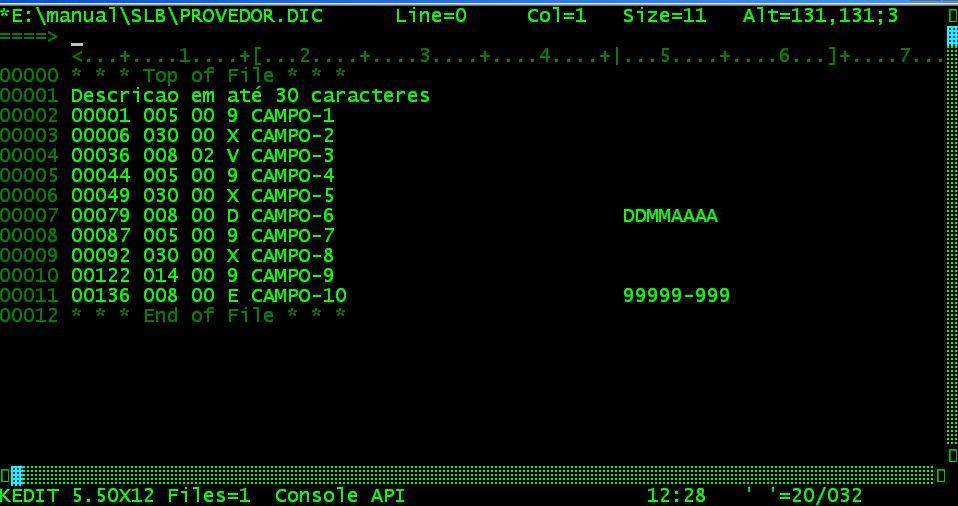 *E:\manual\SLB\PROVEDOR.DIC      Line=0     Col=1   Size=11   Alt=131,131;3
====>
      <...+....1....+[...2....+....3....+....4....+|...5....+....6...]+....7...
00000 * * * Top of File * * *
00001 Descricao em até 30 caracteres
00002 00001 005 00 9 CAMPO-1
00003 00006 030 00 X CAMPO-2
00004 00036 008 02 V CAMPO-3
00005 00044 005 00 9 CAMPO-4
00006 00049 030 00 X CAMPO-5
00007 00079 008 00 D CAMPO-6                        DDMMAAAA
00008 00087 005 00 9 CAMPO-7
00009 00092 030 00 X CAMPO-8
00010 00122 014 00 9 CAMPO-9
00011 00136 008 00 E CAMPO-10                       99999-999
00012 * * * End of File * * *
KEDIT 5.50X12 Files=1  Console API                    12:28   ' '=20/032